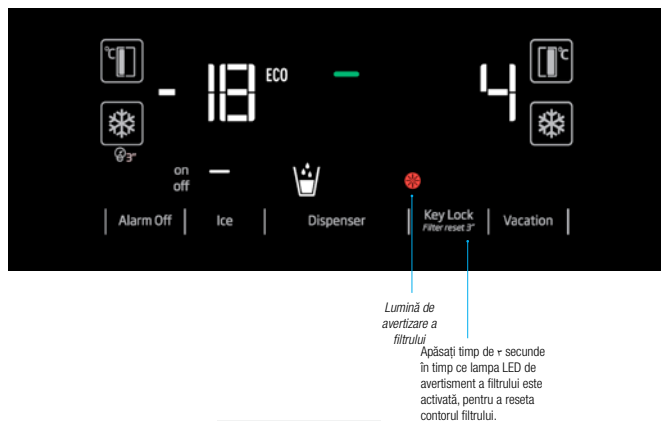 °C
°C
- 18 ECO
4
3"
on
off
Alarm Off
Ice
Dispenser
Key Lock
Filter reset 3"
Vacation
Lumină de
avertizare a
filtrului
Apăsați timp de ۳ secunde
în timp ce lampa LED de
avertisment a filtrului este
activată, pentru a reseta
contorul filtrului.